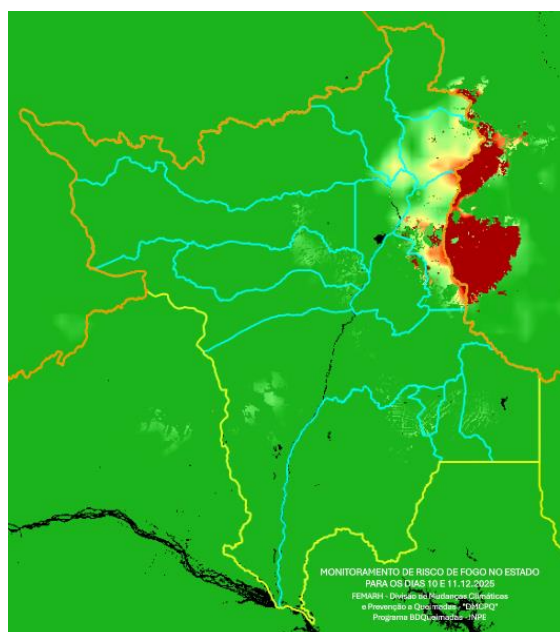 MONITORAMENTO DE RISCO DE FOGO NO ESTADO
PARA OS DIAS 10 E 11.12.2025
FEMARH - Divisão de Mudanças Climáticas
e Prevenção a Queimadas - "DMCPQ"
Programa BDQueimadas - INPE